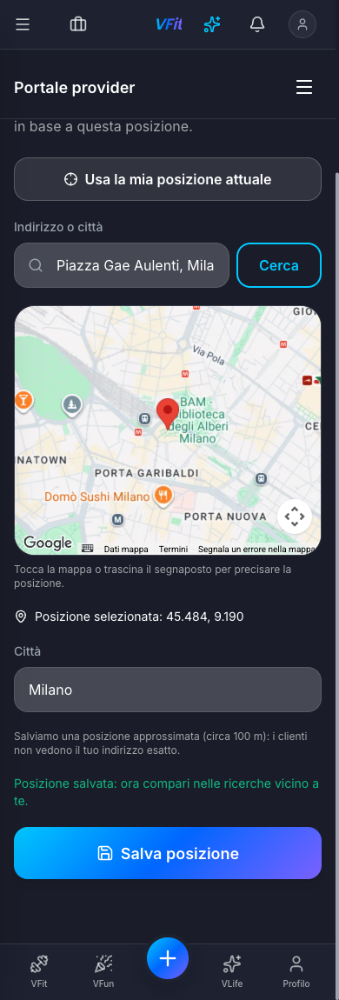 VFit
Portale provider
in base a questa posizione.
Usa la mia posizione attuale
Indirizzo o città
Piazza Gae Aulenti, Mila
Cerca
GIOI
Via Pola
BAM -
Biblioteca
degli Alberi
Milano
CE
NATOWN
PORTA GARIBALDI
Domò Sushi Milano
PORTA NUOVA
M
Google
Dati mappa
Termini
Segnala un errore nella mappa
Tocca la mappa o trascina il segnaposto per precisare la
posizione.
Posizione selezionata: 45.484, 9.190
Città
Milano
Salviamo una posizione approssimata (circa 100 m): i clienti
non vedono il tuo indirizzo esatto.
Posizione salvata: ora compari nelle ricerche vicino a
te.
Salva posizione
VFit
VFun
VLife
Profilo